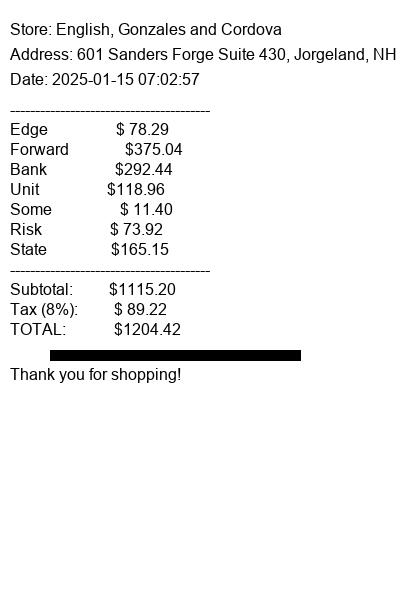 Store: English, Gonzales and Cordova
Address: 601 Sanders Forge Suite 430, Jorgeland, NH
Date: 2025-01-15 07:02:57
----------------------------------------
Edge $ 78.29
Forward $375.04
Bank $292.44
Unit $118.96
Some $ 11.40
Risk $ 73.92
State $165.15
----------------------------------------
Subtotal: $1115.20
Tax (8%): $ 89.22
TOTAL: $1204.42
Thank you for shopping!